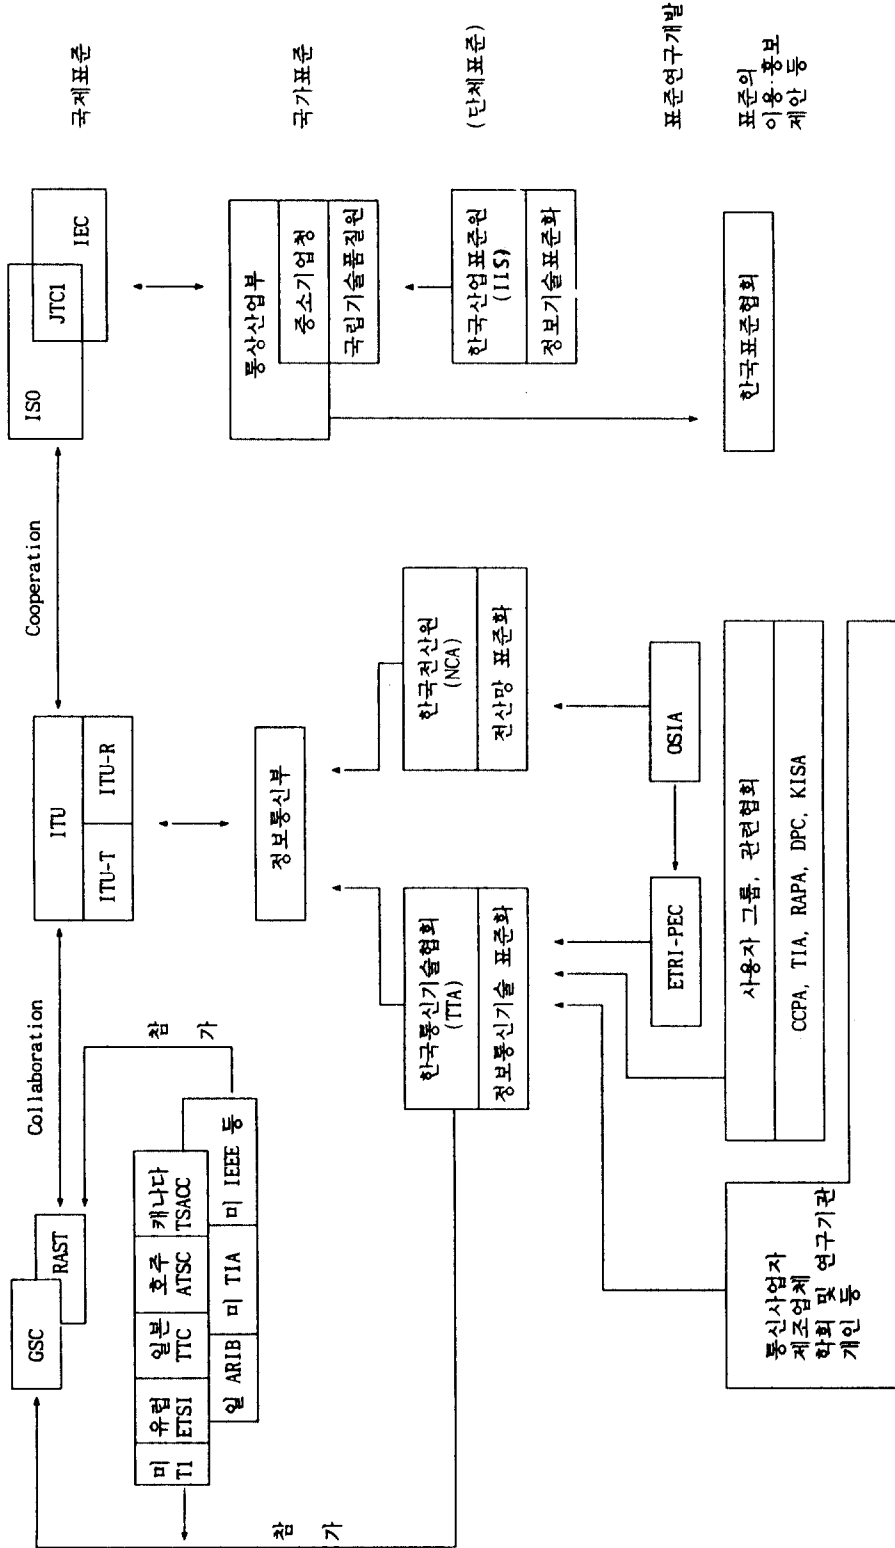 GSC
RAST
Collaboration
ITU
ITU-T
ITU-R
Cooperation
ISO
JTC1
IEC
국제표준
참 가
미
T1
유럽
ETSI
일본
TTC
호주
ATSC
캐나다
TSACC
일 ARIB
미 TIA
미 IEEE 등
참 가
정보통신부
통상산업부
중소기업청
국립기술품질원
국가표준
한국통신기술협회
(TTA)
정보통신기술 표준화
한국전산원
(NCA)
전산망 표준화
한국산업표준원
(IIS)
정보기술표준화
(단체표준)
ETRI-PEC
OSIA
표준연구개발
통신사업자
제조업체
학회 및 연구기관
개인 등
사용자 그룹, 관련협회
CCPA, TIA, RAPA, DPC, KISA
한국표준협회
표준의
이용·홍보
제안 등